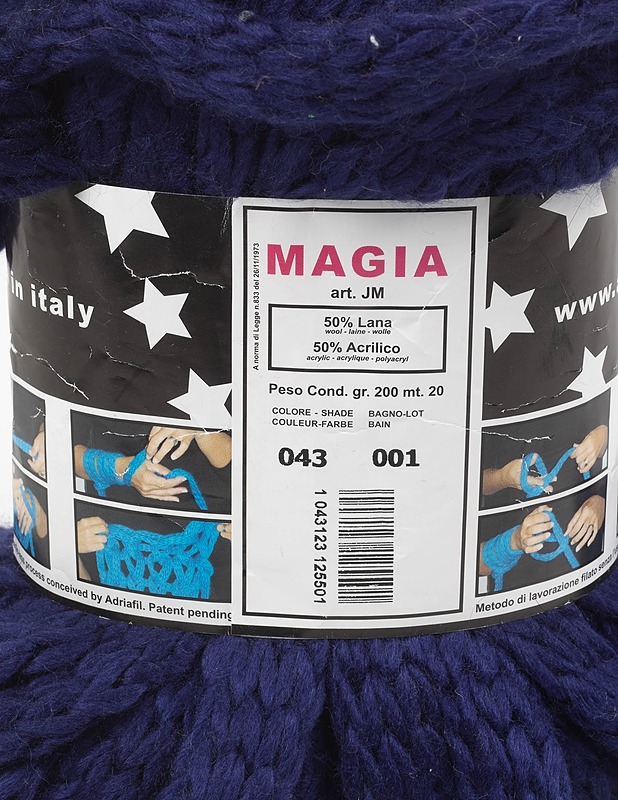 in italy
MAGIA
art. JM
A norma di Legge n.833 del 26/11/1973
50% Lana
wool - laine - wolle
50% Acrilico
acrylic - acrylique - polyacryl
Peso Cond. gr. 200 mt. 20
COLORE - SHADE BAGNO-LOT
COULEUR-FARBE BAIN
043 001
1 043123 125501
www.
process conceived by Adriafil. Patent pending
Metodo di lavorazione filato senza